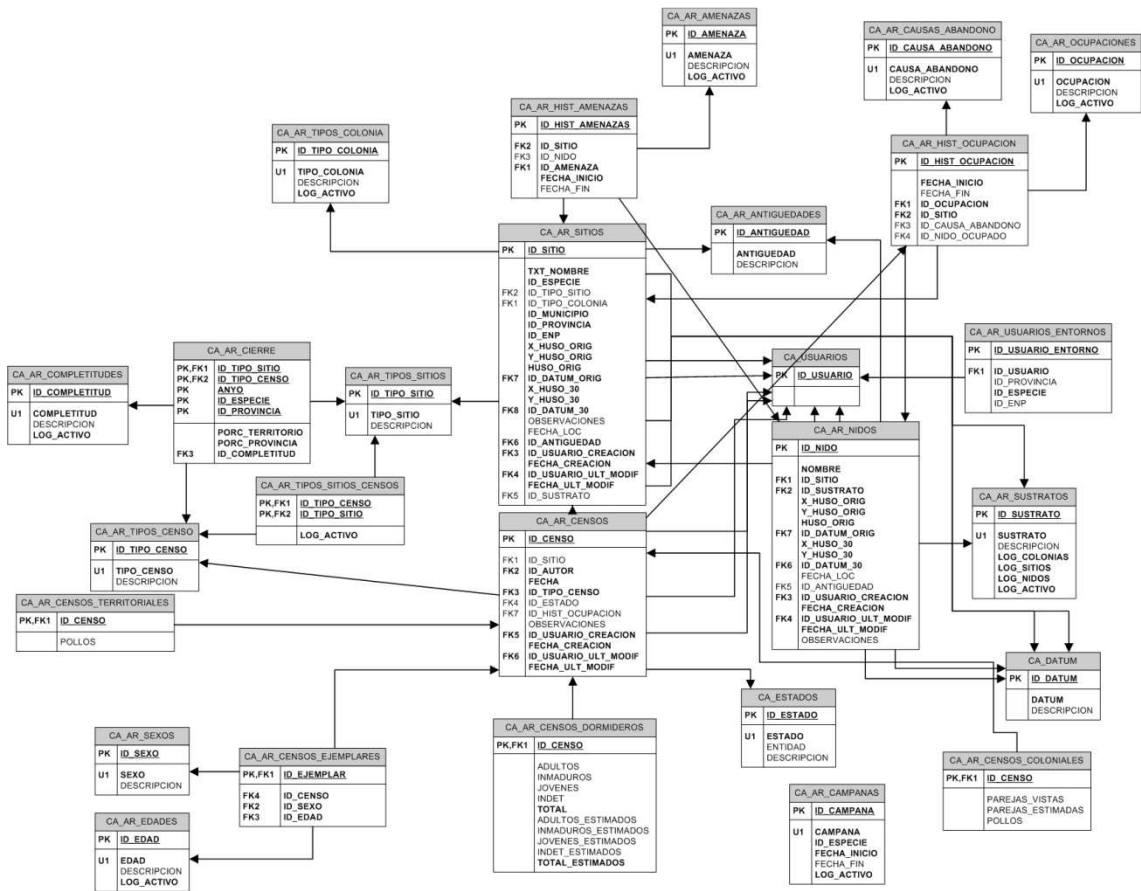 CA_AR_AMENAZAS
PK ID_AMENAZA
U1 AMENAZA
DESCRIPCION
LOG_ACTIVO
CA_AR_CAUSAS_ABANDONO
PK ID_CAUSA_ABANDONO
U1 CAUSA_ABANDONO
DESCRIPCION
LOG_ACTIVO
CA_AR_OCUPACIONES
PK ID_OCUPACION
U1 OCUPACION
DESCRIPCION
LOG_ACTIVO
CA_AR_HIST_AMENAZAS
PK ID_HIST_AMENAZAS
FK2 ID_SITIO
FK3 ID_NIDO
FK1 ID_AMENAZA
FECHA_INICIO
FECHA_FIN
CA_AR_TIPOS_COLONIA
PK ID_TIPO_COLONIA
U1 TIPO_COLONIA
DESCRIPCION
LOG_ACTIVO
CA_AR_HIST_OCUPACION
PK ID_HIST_OCUPACION
FECHA_INICIO
FECHA_FIN
FK1 ID_OCUPACION
FK2 ID_SITIO
FK3 ID_CAUSA_ABANDONO
FK4 ID_NIDO_OCUPADO
CA_AR_ANTIGUEDADES
PK ID_ANTIGUEDAD
ANTIGUEDAD
DESCRIPCION
CA_AR_SITIOS
PK ID_SITIO
TXT_NOMBRE
ID_ESPECIE
FK2 ID_TIPO_SITIO
FK1 ID_TIPO_COLONIA
ID_MUNICIPIO
ID_PROVINCIA
ID_ENP
X_HUSO_ORIG
Y_HUSO_ORIG
HUSO_ORIG
FK7 ID_DATUM_ORIG
X_HUSO_30
Y_HUSO_30
FK8 ID_DATUM_30
OBSERVACIONES
FECHA_LOC
FK6 ID_ANTIGUEDAD
FK3 ID_USUARIO_CREACION
FECHA_CREACION
FK4 ID_USUARIO_ULT_MODIF
FECHA_ULT_MODIF
FK5 ID_SUSTRATO
CA_AR_USUARIOS_ENTORNOS
PK ID_USUARIO_ENTORNO
FK1 ID_USUARIO
ID_PROVINCIA
ID_ESPECIE
ID_ENP
CA_AR_CIERRE
PK,FK1 ID_TIPO_SITIO
PK,FK2 ID_TIPO_CENSO
PK ANYO
PK ID_ESPECIE
PK ID_PROVINCIA
PORC_TERRITORIO
PORC_PROVINCIA
FK3 ID_COMPLETITUD
CA_USUARIOS
PK ID_USUARIO
CA_AR_COMPLETITUDES
PK ID_COMPLETITUD
U1 COMPLETITUD
DESCRIPCION
LOG_ACTIVO
CA_AR_TIPOS_SITIOS
PK ID_TIPO_SITIO
U1 TIPO_SITIO
DESCRIPCION
CA_AR_NIDOS
PK ID_NIDO
NOMBRE
FK1 ID_SITIO
FK2 ID_SUSTRATO
X_HUSO_ORIG
Y_HUSO_ORIG
HUSO_ORIG
FK7 ID_DATUM_ORIG
X_HUSO_30
Y_HUSO_30
FK6 ID_DATUM_30
FECHA_LOC
FK5 ID_ANTIGUEDAD
FK3 ID_USUARIO_CREACION
FECHA_CREACION
FK4 ID_USUARIO_ULT_MODIF
FECHA_ULT_MODIF
OBSERVACIONES
CA_AR_TIPOS_SITIOS_CENSOS
PK,FK1 ID_TIPO_CENSO
PK,FK2 ID_TIPO_SITIO
LOG_ACTIVO
CA_AR_SUSTRATOS
PK ID_SUSTRATO
U1 SUSTRATO
DESCRIPCION
LOG_COLONIAS
LOG_SITIOS
LOG_NIDOS
LOG_ACTIVO
CA_AR_TIPOS_CENSO
PK ID_TIPO_CENSO
U1 TIPO_CENSO
DESCRIPCION
CA_AR_CENSOS
PK ID_CENSO
FK1 ID_SITIO
FK2 ID_AUTOR
FECHA
FK3 ID_TIPO_CENSO
FK4 ID_ESTADO
FK7 ID_HIST_OCUPACION
OBSERVACIONES
FK5 ID_USUARIO_CREACION
FECHA_CREACION
FK6 ID_USUARIO_ULT_MODIF
FECHA_ULT_MODIF
CA_AR_CENSOS_TERRITORIALES
PK,FK1 ID_CENSO
POLLOS
CA_DATUM
PK ID_DATUM
DATUM
DESCRIPCION
CA_ESTADOS
PK ID_ESTADO
U1 ESTADO
ENTIDAD
DESCRIPCION
CA_AR_CENSOS_DORMIDEROS
PK,FK1 ID_CENSO
ADULTOS
INMADUROS
JOVENES
INDET
TOTAL
ADULTOS_ESTIMADOS
INMADUROS_ESTIMADOS
JOVENES_ESTIMADOS
INDET_ESTIMADOS
TOTAL_ESTIMADOS
CA_AR_SEXOS
PK ID_SEXO
U1 SEXO
DESCRIPCION
CA_AR_CENSOS_EJEMPLARES
PK,FK1 ID_EJEMPLAR
FK4 ID_CENSO
FK2 ID_SEXO
FK3 ID_EDAD
CA_AR_CENSOS_COLONIALES
PK,FK1 ID_CENSO
PAREJAS_VISTAS
PAREJAS_ESTIMADAS
POLLOS
CA_AR_CAMPANAS
PK ID_CAMPANA
U1 CAMPANA
ID_ESPECIE
FECHA_INICIO
FECHA_FIN
LOG_ACTIVO
CA_AR_EDADES
PK ID_EDAD
U1 EDAD
DESCRIPCION
LOG_ACTIVO